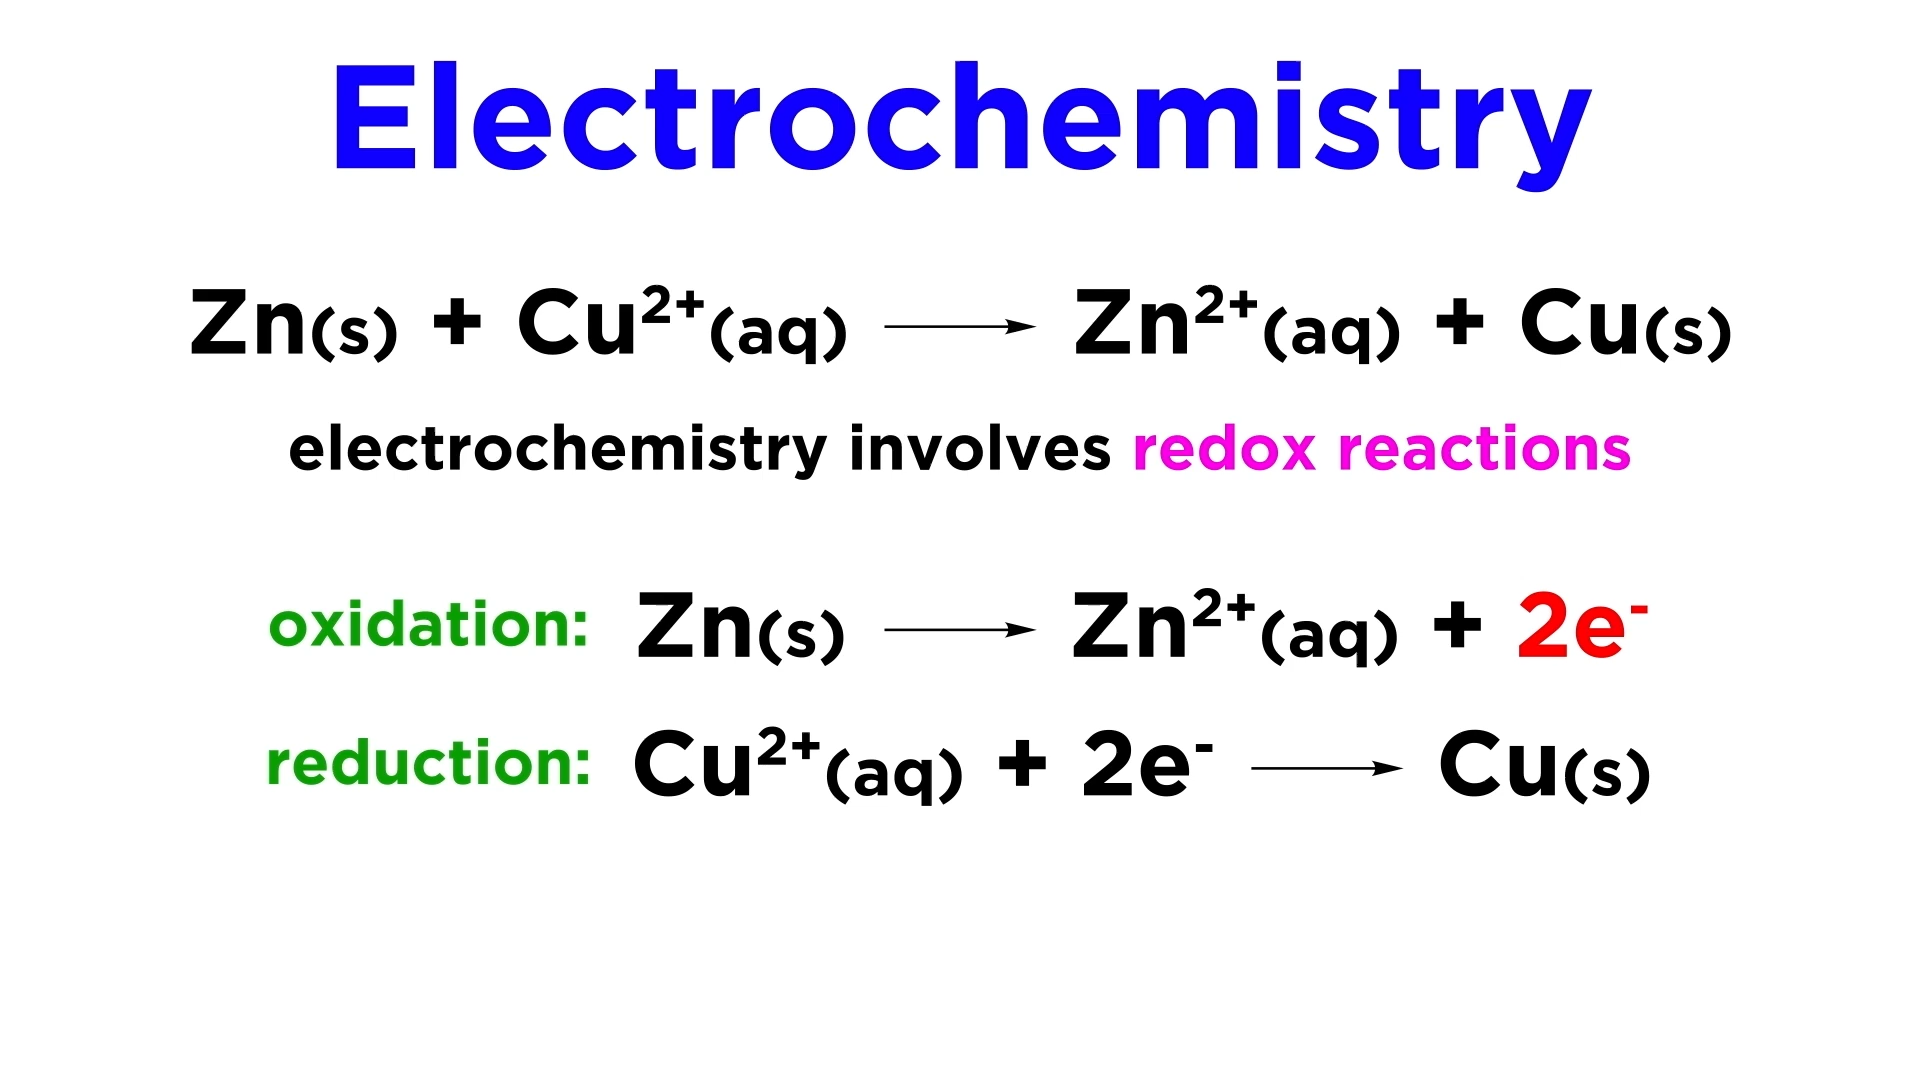 Electrochemistry
Zn(s) + Cu²⁺(aq) ⟶ Zn²⁺(aq) + Cu(s)
electrochemistry involves redox reactions
oxidation: Zn(s) ⟶ Zn²⁺(aq) + 2e⁻
reduction: Cu²⁺(aq) + 2e⁻ ⟶ Cu(s)